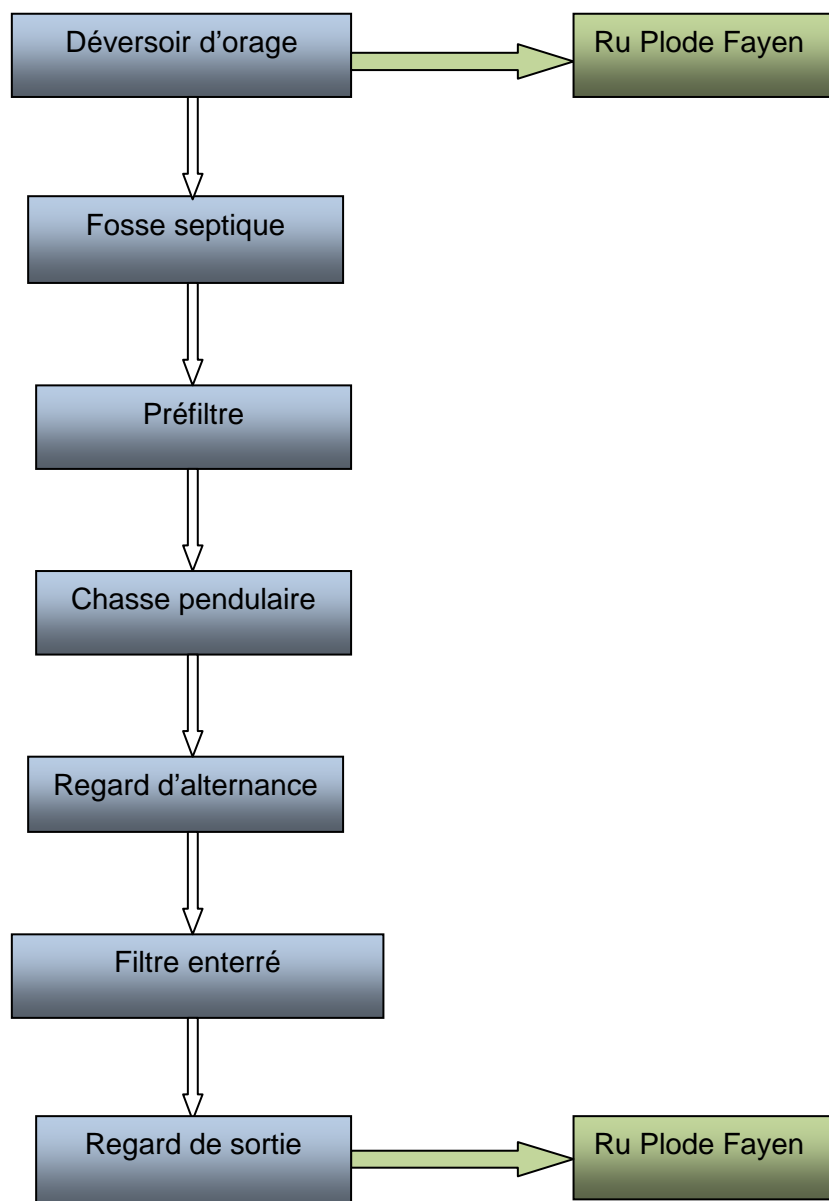 Déversoir d’orage
Ru Plode Fayen
Fosse septique
Préfiltre
Chasse pendulaire
Regard d’alternance
Filtre enterré
Regard de sortie
Ru Plode Fayen